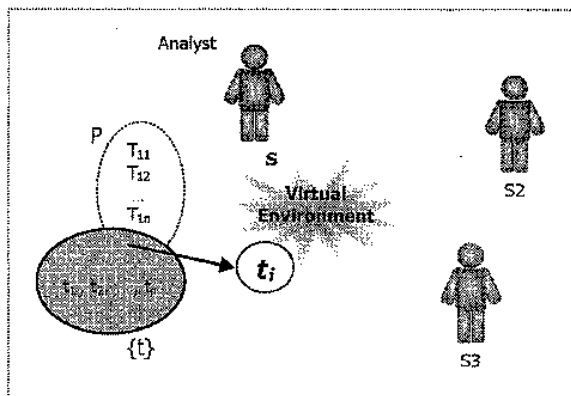 Analyst
P
T11
T12
...
T1n
S
Virtual
Environment
S2
ti
S3
{t}